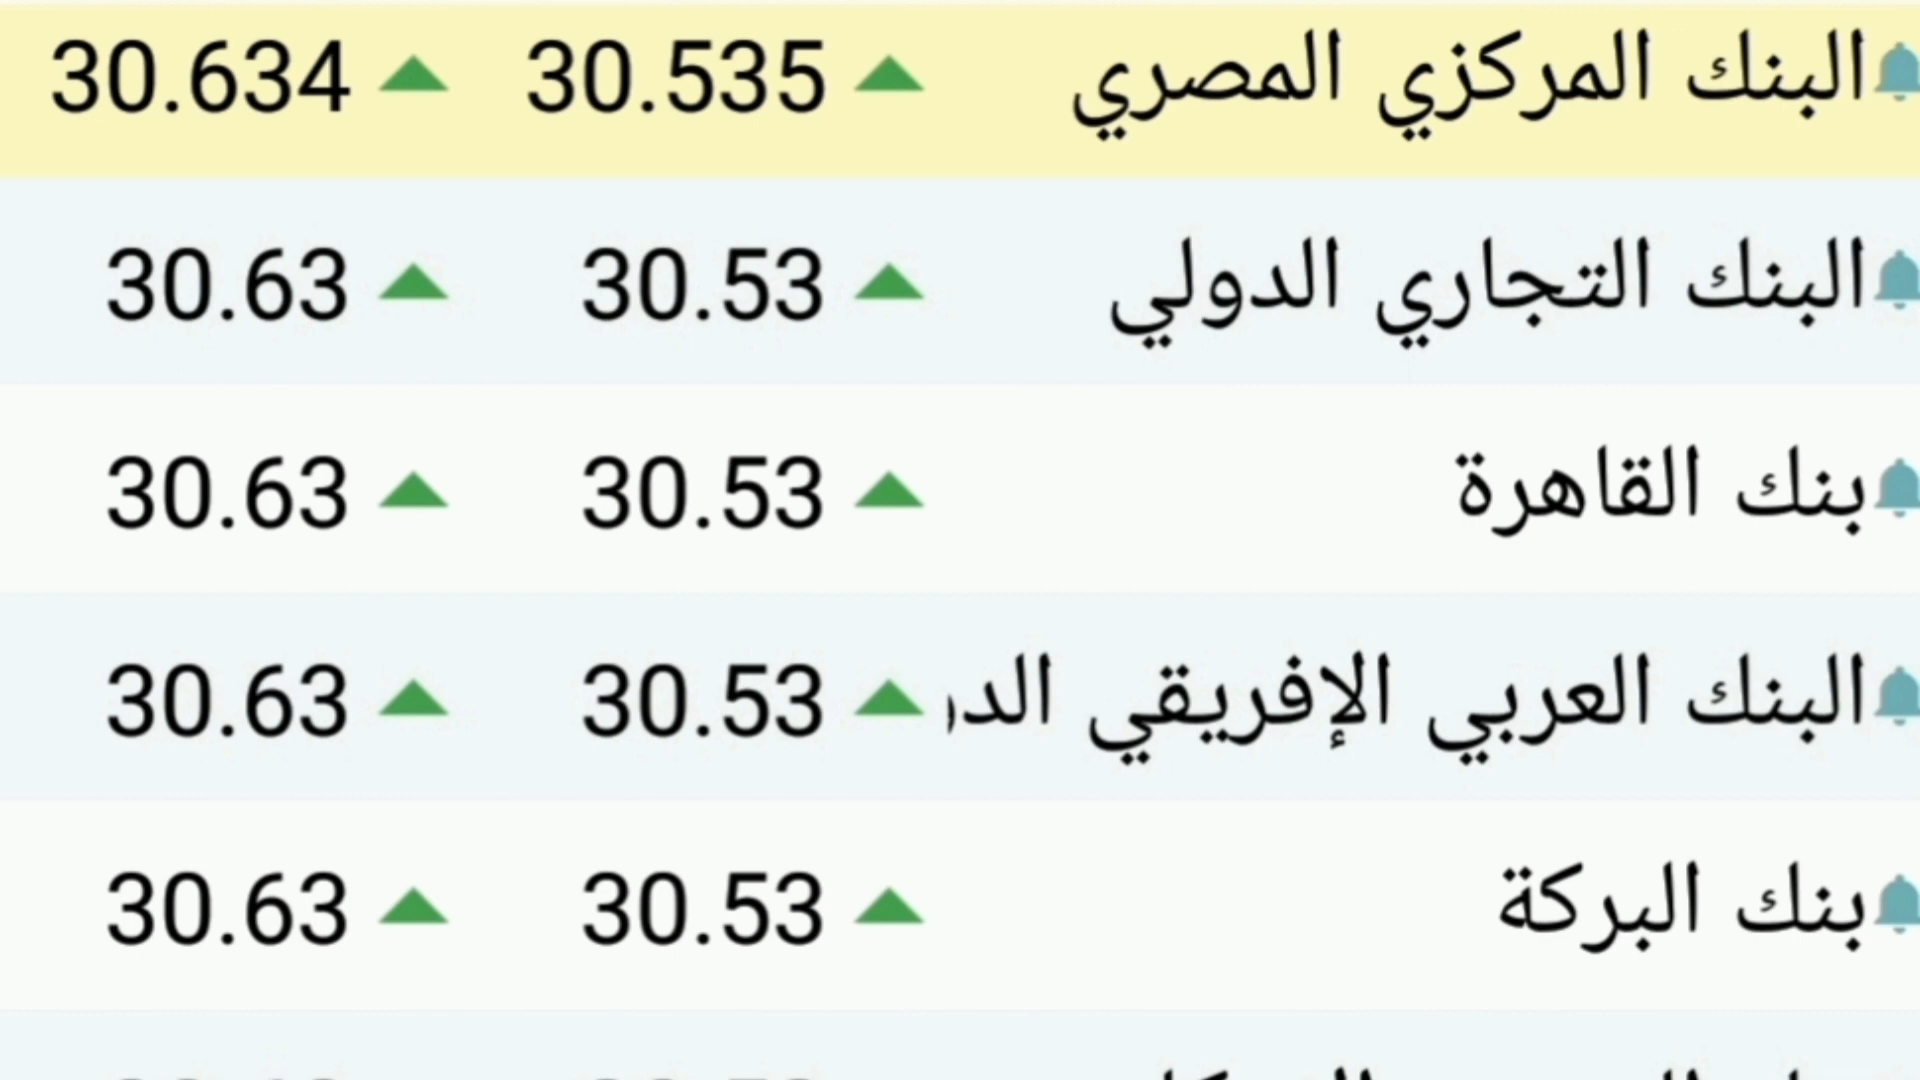 البنك المركزي المصري 30.535 30.634
البنك التجاري الدولي 30.53 30.63
بنك القاهرة 30.53 30.63
البنك العربي الإفريقي الدو 30.53 30.63
بنك البركة 30.53 30.63